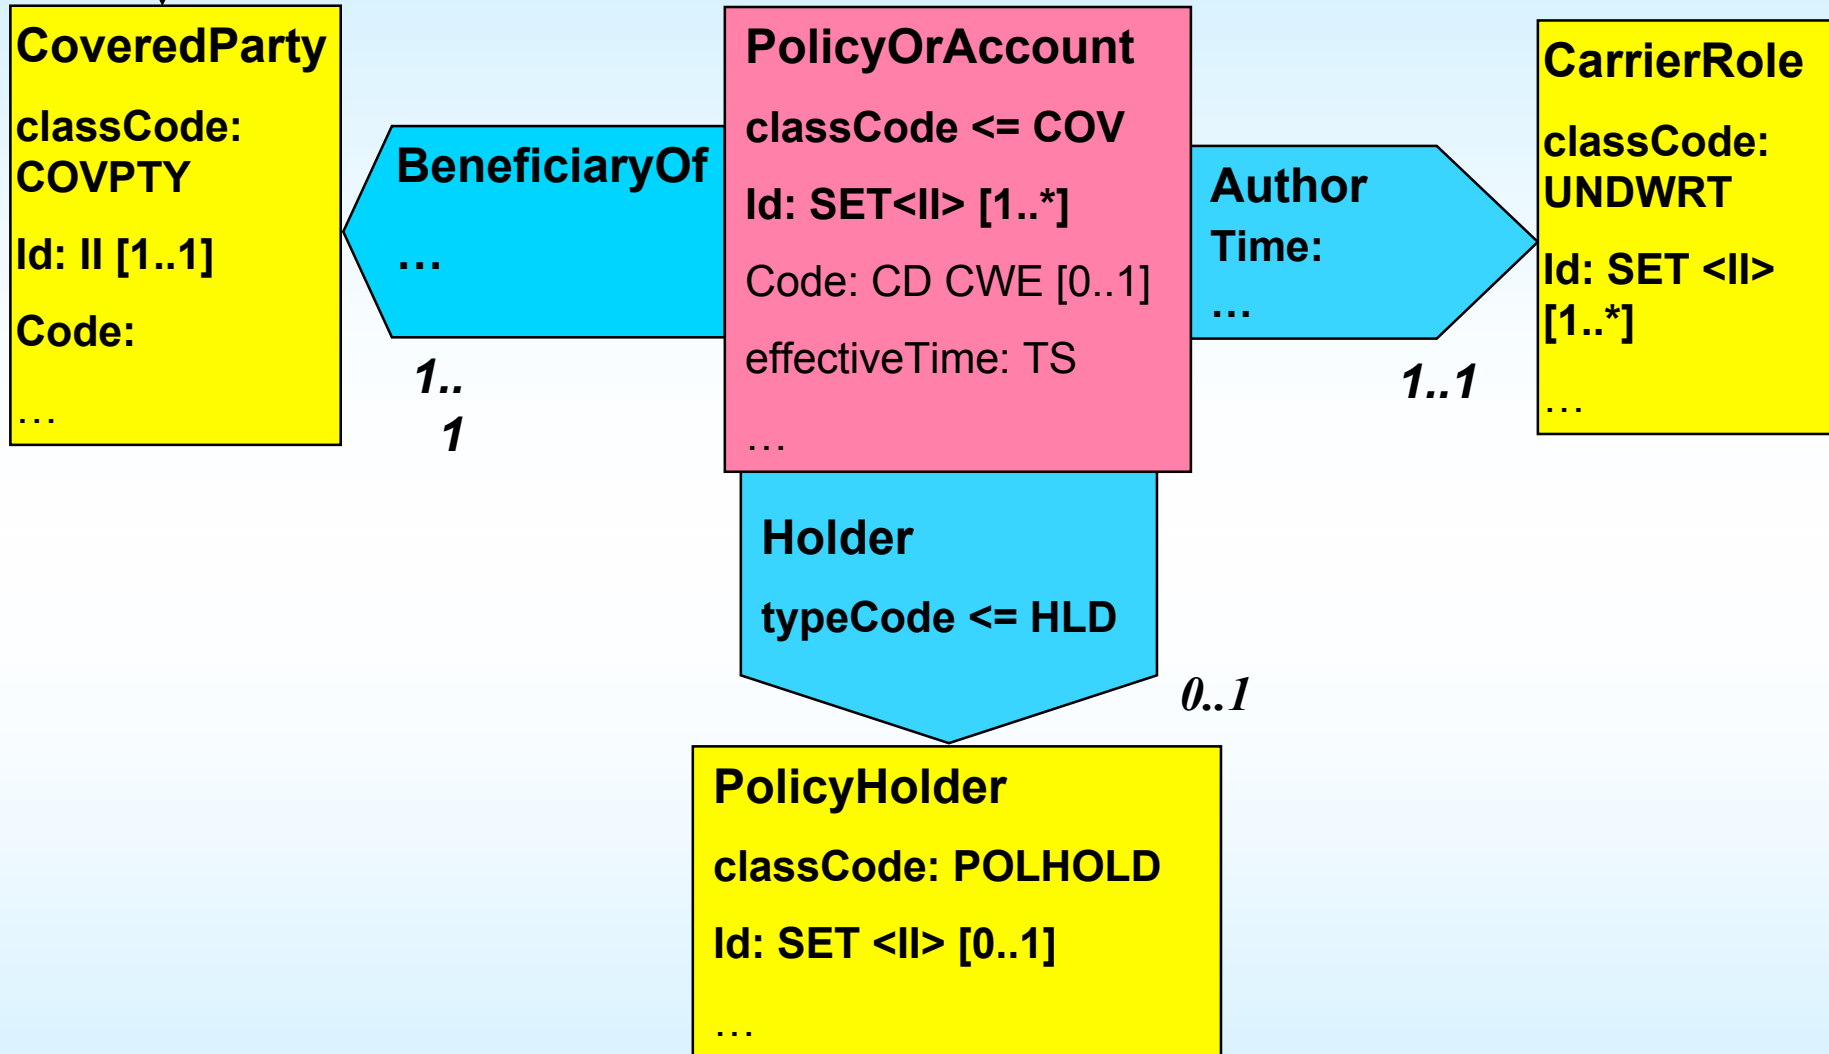 CoveredParty
classCode:
COVPTY
Id: II [1..1]
Code:
…
BeneficiaryOf
…
1..
1
PolicyOrAccount
classCode <= COV
Id: SET<II> [1..*]
Code: CD CWE [0..1]
effectiveTime: TS
…
Author
Time:
…
1..1
CarrierRole
classCode:
UNDWRT
Id: SET <II>
[1..*]
…
Holder
typeCode <= HLD
0..1
PolicyHolder
classCode: POLHOLD
Id: SET <II> [0..1]
…